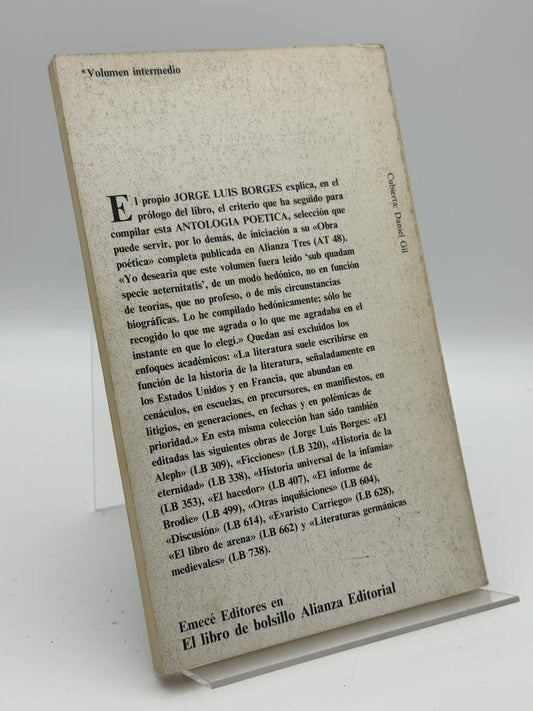 *Volumen intermedio
El propio JORGE LUIS BORGES explica, en el
prólogo del libro, el criterio que ha seguido para
compilar esta ANTOLOGIA POETICA, selección que
puede servir, por lo demás, de iniciación a su «Obra
poética» completa publicada en Alianza Tres (AT 48).
«Yo desearía que este volumen fuera leído ‘sub quadam
specie aeternitatis’, de un modo hedónico, no en función
de teorías, que no profeso, o de mis circunstancias
biográficas. Lo he compilado hedónicamente; sólo he
recogido lo que me agrada o lo que me agradaba en el
instante en que lo elegí.» Quedan así excluidos los
enfoques académicos: «La literatura suele escribirse en
función de la historia de la literatura, señaladamente en
los Estados Unidos y en Francia, que abundan en
cenáculos, en escuelas, en precursores, en manifiestos, en
litigios, en generaciones, en fechas y en polémicas de
prioridad.» En esta misma colección han sido también
editadas las siguientes obras de Jorge Luis Borges: «El
Aleph» (LB 309), «Ficciones» (LB 320), «Historia de la
eternidad» (LB 338), «Historia universal de la infamia»
(LB 353), «El hacedor» (LB 407), «El informe de
Brodie» (LB 499), «Otras inquisiciones» (LB 604),
«Discusión» (LB 614), «Evaristo Carriego» (LB 628),
«El libro de arena» (LB 662) y «Literaturas germánicas
medievales» (LB 738).
Cubierta: Daniel Gil
Emecé Editores en
El libro de bolsillo Alianza Editorial